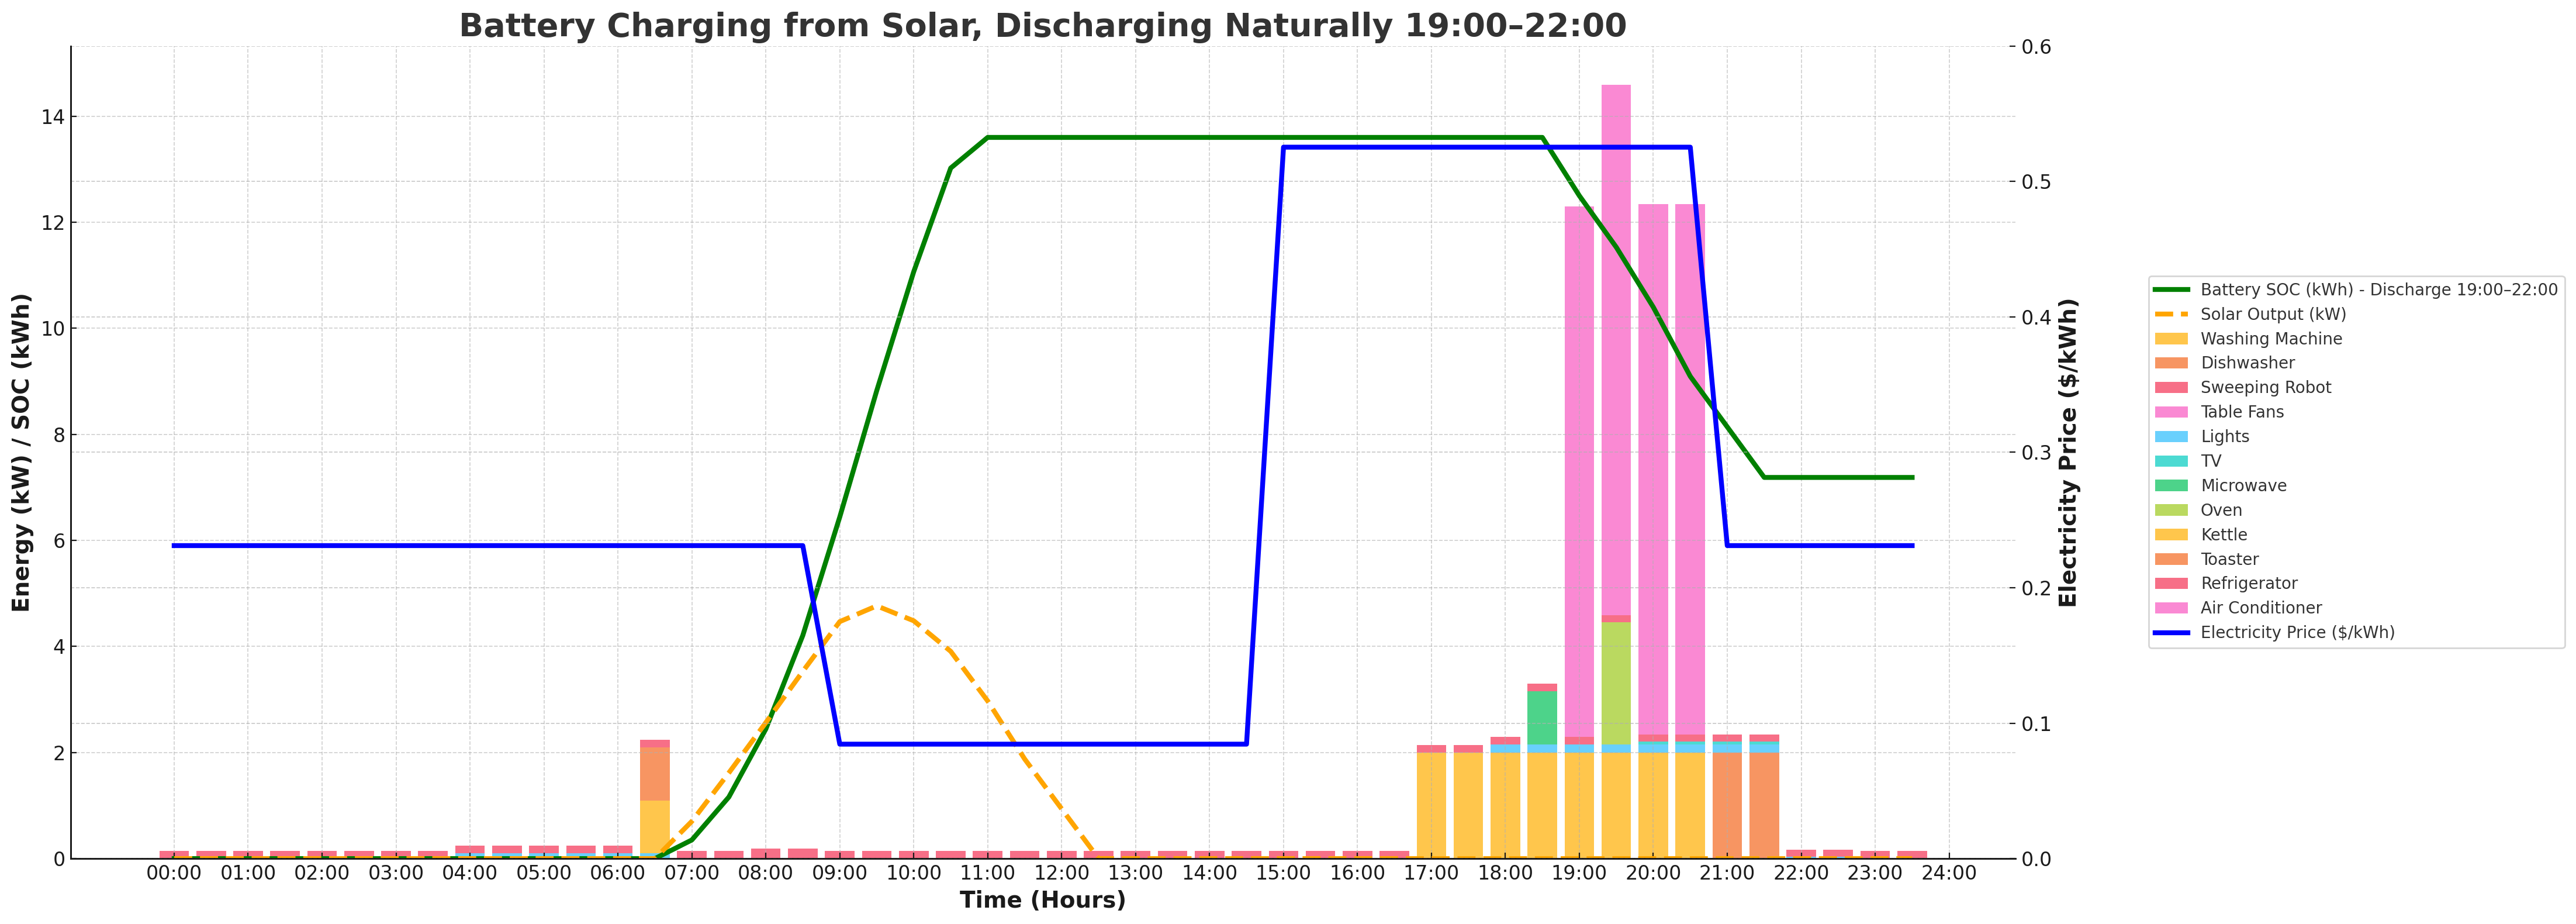 Battery Charging from Solar, Discharging Naturally 19:00–22:00
Energy (kW) / SOC (kWh)
14
12
10
8
6
4
2
0
00:00 01:00 02:00 03:00 04:00 05:00 06:00 07:00 08:00 09:00 10:00 11:00 12:00 13:00 14:00 15:00 16:00 17:00 18:00 19:00 20:00 21:00 22:00 23:00 24:00
Time (Hours)
0.6
0.5
0.4
0.3
0.2
0.1
0.0
Electricity Price ($/kWh)
Battery SOC (kWh) - Discharge 19:00–22:00
Solar Output (kW)
Washing Machine
Dishwasher
Sweeping Robot
Table Fans
Lights
TV
Microwave
Oven
Kettle
Toaster
Refrigerator
Air Conditioner
Electricity Price ($/kWh)